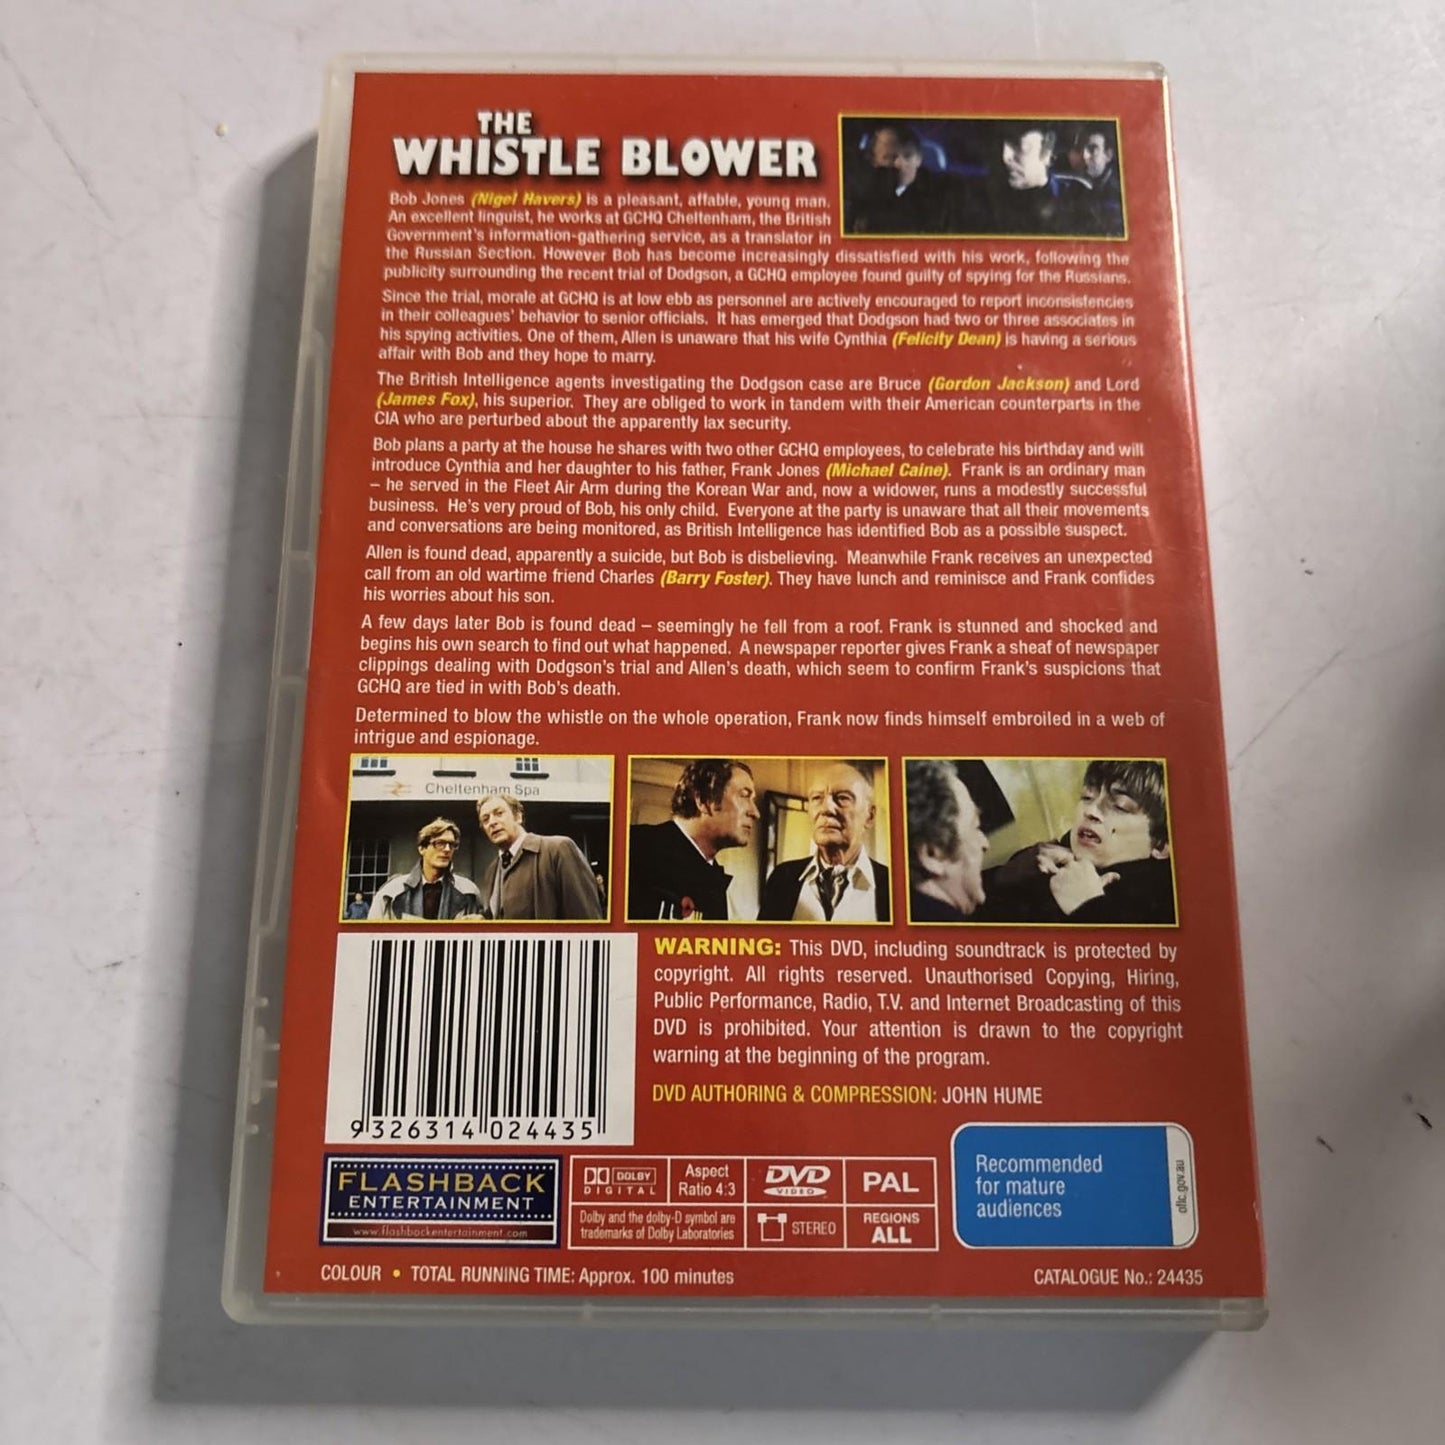 THE
WHISTLE BLOWER
Bob Jones (Nigel Havers) is a pleasant, affable, young man.
An excellent linguist, he works at GCHQ Cheltenham, the British
Government's information-gathering service, as a translator in
the Russian Section. However Bob has become increasingly dissatisfied with his work, following the
publicity surrounding the recent trial of Dodgson, a GCHQ employee found guilty of spying for the Russians.
Since the trial, morale at GCHQ is at low ebb as personnel are actively encouraged to report inconsistencies
in their colleagues' behavior to senior officials. It has emerged that Dodgson had two or three associates in
his spying activities. One of them, Allen is unaware that his wife Cynthia (Felicity Dean) is having a serious
affair with Bob and they hope to marry.
The British Intelligence agents investigating the Dodgson case are Bruce (Gordon Jackson) and Lord
(James Fox), his superior. They are obliged to work in tandem with their American counterparts in the
CIA who are perturbed about the apparently lax security.
Bob plans a party at the house he shares with two other GCHQ employees, to celebrate his birthday and will
introduce Cynthia and her daughter to his father, Frank Jones (Michael Caine). Frank is an ordinary man
– he served in the Fleet Air Arm during the Korean War and, now a widower, runs a modestly successful
business. He's very proud of Bob, his only child. Everyone at the party is unaware that all their movements
and conversations are being monitored, as British Intelligence has identified Bob as a possible suspect.
Allen is found dead, apparently a suicide, but Bob is disbelieving. Meanwhile Frank receives an unexpected
call from an old wartime friend Charles (Barry Foster). They have lunch and reminisce and Frank confides
his worries about his son.
A few days later Bob is found dead – seemingly he fell from a roof. Frank is stunned and shocked and
begins his own search to find out what happened. A newspaper reporter gives Frank a sheaf of newspaper
clippings dealing with Dodgson's trial and Allen's death, which seem to confirm Frank's suspicions that
GCHQ are tied in with Bob's death.
Determined to blow the whistle on the whole operation, Frank now finds himself embroiled in a web of
intrigue and espionage.
Cheltenham Spa
WARNING: This DVD, including soundtrack is protected by
copyright. All rights reserved. Unauthorised Copying, Hiring,
Public Performance, Radio, T.V. and Internet Broadcasting of this
DVD is prohibited. Your attention is drawn to the copyright
warning at the beginning of the program.
DVD AUTHORING & COMPRESSION: JOHN HUME
9 326314 024435
FLASHBACK
ENTERTAINMENT
www.flashbackentertainment.com
DOLBY
DIGITAL
Aspect
Ratio 4:3
DVD
VIDEO
PAL
Dolby and the dolby-D symbol are
trademarks of Dolby Laboratories
STEREO
REGIONS
ALL
Recommended
for mature
audiences
oflc.gov.au
COLOUR • TOTAL RUNNING TIME: Approx. 100 minutes
CATALOGUE No.: 24435